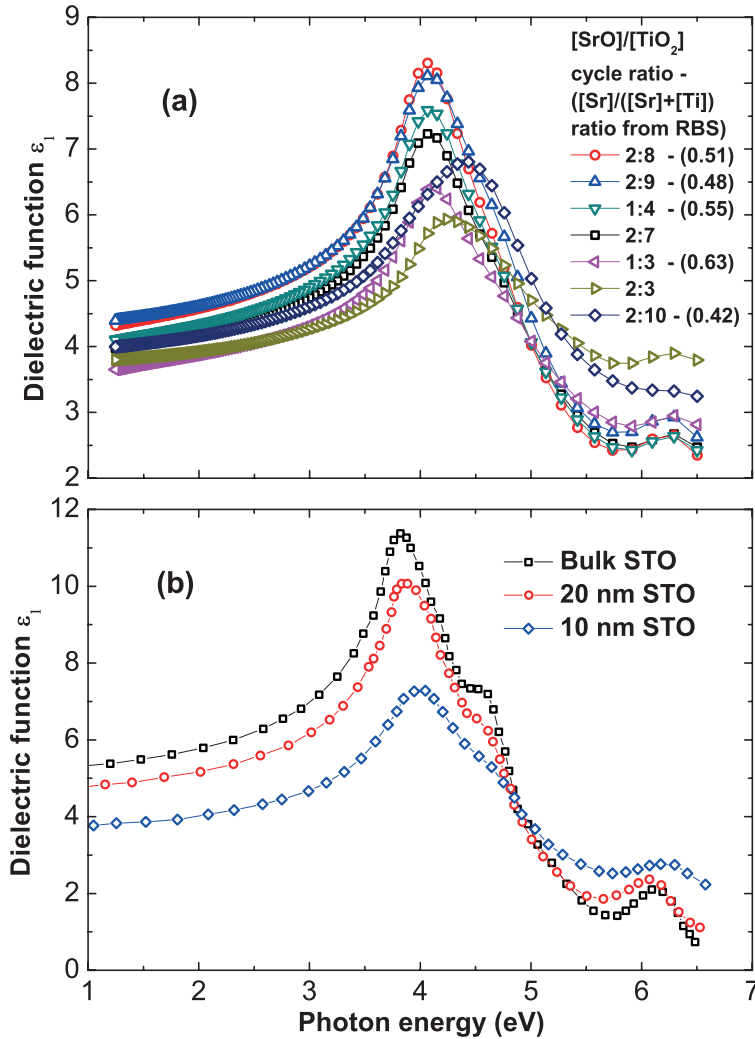 9
8
7
6
5
4
3
2
Dielectric function ε1
(a)
[SrO]/[TiO2]
cycle ratio -
([Sr]/([Sr]+[Ti])
ratio from RBS)
2:8 - (0.51)
2:9 - (0.48)
1:4 - (0.55)
2:7
1:3 - (0.63)
2:3
2:10 - (0.42)
12
10
8
6
4
2
0
Dielectric function ε1
(b)
Bulk STO
20 nm STO
10 nm STO
1 2 3 4 5 6 7
Photon energy (eV)